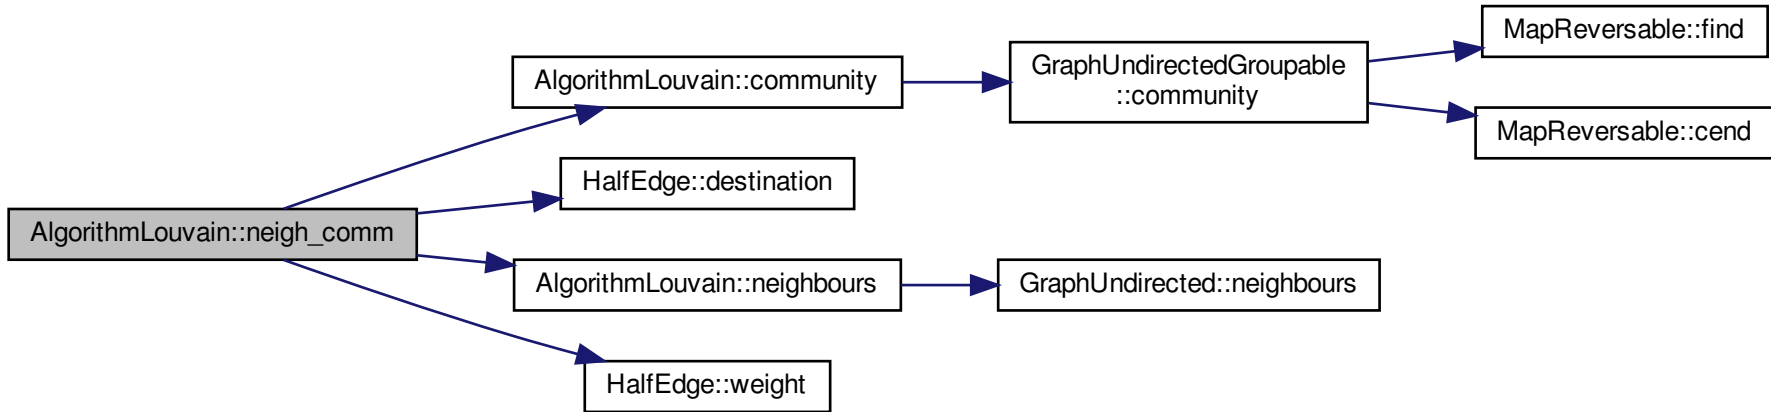 MapReversable::find
AlgorithmLouvain::community
GraphUndirectedGroupable
::community
MapReversable::cend
HalfEdge::destination
AlgorithmLouvain::neigh_comm
AlgorithmLouvain::neighbours
GraphUndirected::neighbours
HalfEdge::weight